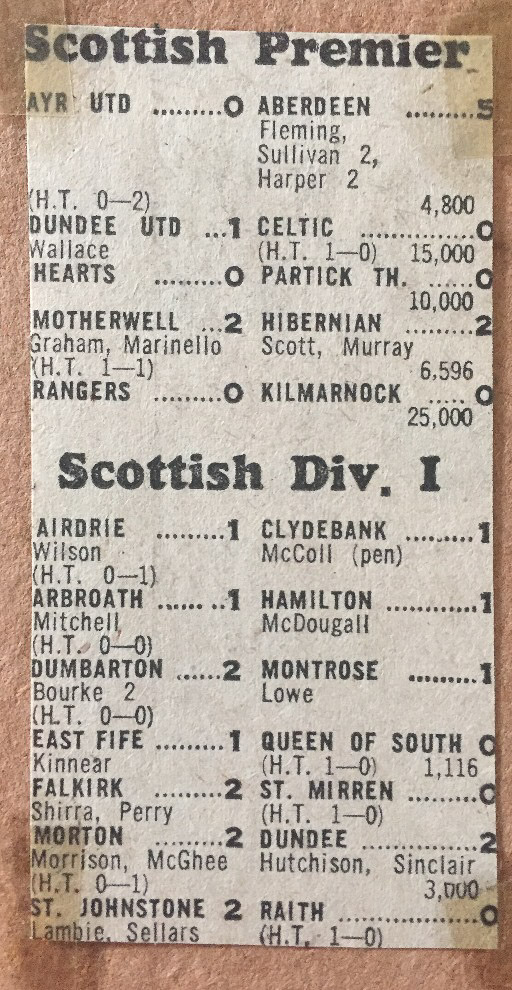 Scottish Premier
AYR UTD .........0 ABERDEEN .........5
Fleming,
Sullivan 2,
Harper 2
(H.T. 0—2) 4,800
DUNDEE UTD ...1 CELTIC ...............0
Wallace (H.T. 1—0) 15,000
HEARTS .........0 PARTICK TH. .....0
10,000
MOTHERWELL ...2 HIBERNIAN .........2
Graham, Marinello Scott, Murray
(H.T. 1—1) 6,596
RANGERS .........0 KILMARNOCK .....0
25,000
Scottish Div. I
AIRDRIE .........1 CLYDEBANK .........1
Wilson McColl (pen)
(H.T. 0—1)
ARBROATH ...... ..1 HAMILTON ............1
Mitchell McDougall
(H.T. 0—0)
DUMBARTON ......2 MONTROSE .........1
Bourke 2 Lowe
(H.T. 0—0)
EAST FIFE .........1 QUEEN OF SOUTH 0
Kinnear (H.T. 1—0) 1,116
FALKIRK .........2 ST. MIRREN .........0
Shirra, Perry (H.T. 1—0)
MORTON .........2 DUNDEE ...............2
Morrison, McGhee Hutchison, Sinclair
(H.T. 0—1) 3,000
ST. JOHNSTONE 2 RAITH ..................0
Lambie, Sellars (H.T. 1—0)